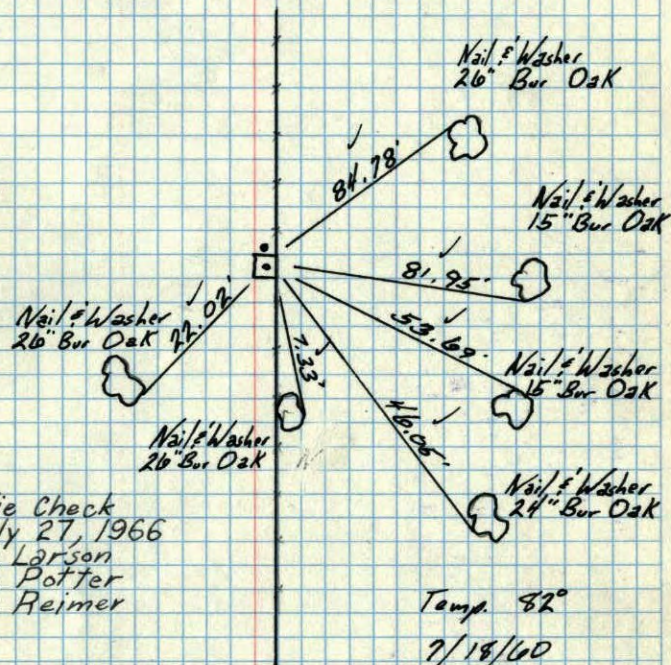 Nail & Washer
26" Bur Oak
84.78'
Nail & Washer
15" Bur Oak
81.95'
22.02'
Nail & Washer
26" Bur Oak
53.69'
7.33'
Nail & Washer
15" Bur Oak
46.05'
Nail & Washer
26" Bur Oak
Nail & Washer
24" Bur Oak
ie Check
ly 27, 1966
Larson
Potter
Reimer
Temp. 82°
7/18/60